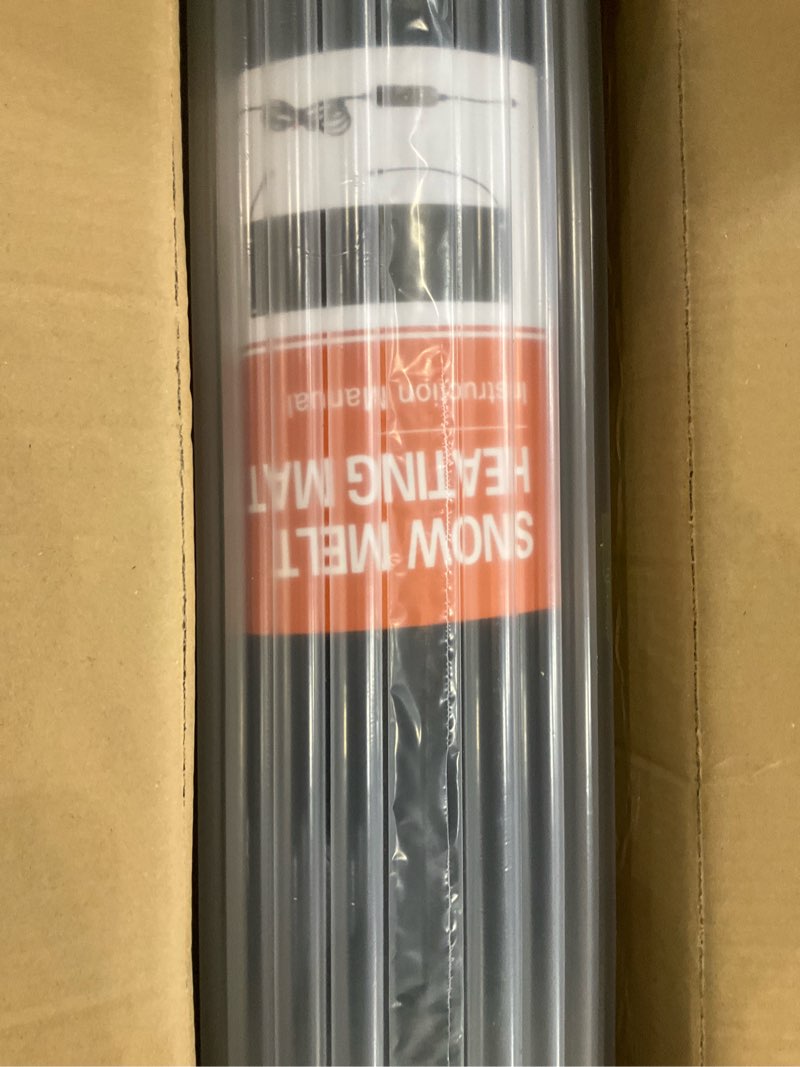 SNOW MELT
HEATING MAT
Instruction Manual